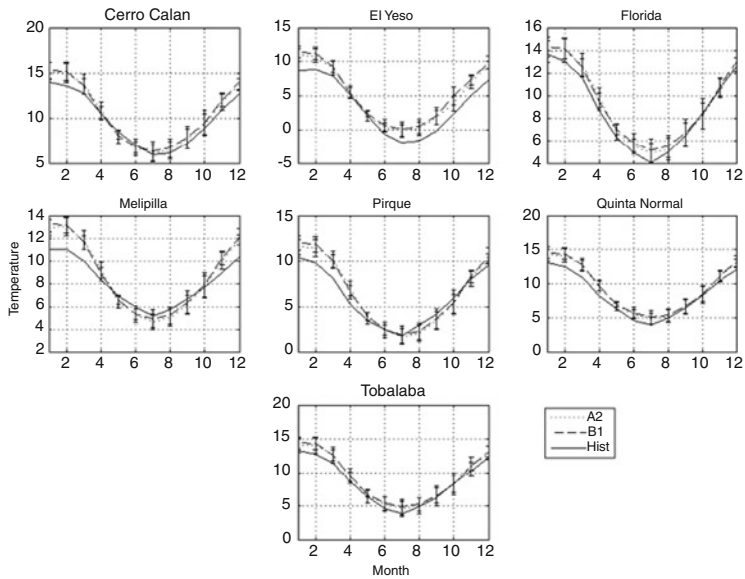 Cerro Calan
El Yeso
Florida
20
15
10
5
2 4 6 8 10 12
15
10
5
0
-5
2 4 6 8 10 12
16
14
12
10
8
6
4
2 4 6 8 10 12
Melipilla
Pirque
Quinta Normal
Temperature
14
12
10
8
6
4
2
2 4 6 8 10 12
15
10
5
0
2 4 6 8 10 12
20
15
10
5
0
2 4 6 8 10 12
Tobalaba
20
15
10
5
0
2 4 6 8 10 12
Month
A2
B1
Hist